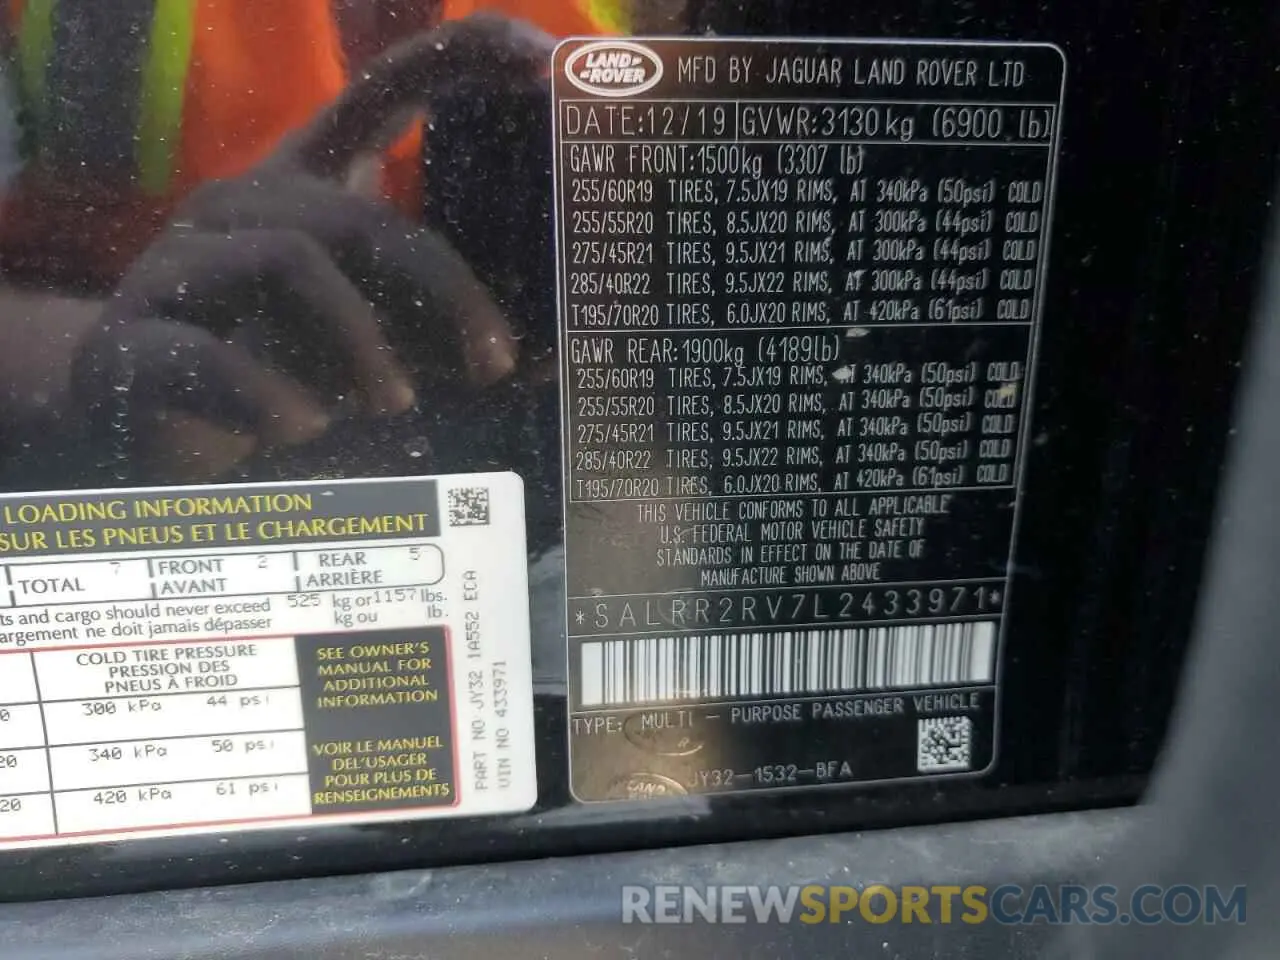 LAND-
-ROVER
MFD BY JAGUAR LAND ROVER LTD
DATE:12/19 GVWR:3130kg (6900 lb)
GAWR FRONT:1500kg (3307 lb)
255/60R19 TIRES, 7.5JX19 RIMS, AT 340kPa (50psi) COLD
255/55R20 TIRES, 8.5JX20 RIMS, AT 300kPa (44psi) COLD
275/45R21 TIRES, 9.5JX21 RIMS, AT 300kPa (44psi) COLD
285/40R22 TIRES, 9.5JX22 RIMS, AT 300kPa (44psi) COLD
T195/70R20 TIRES, 6.0JX20 RIMS, AT 420kPa (61psi) COLD
GAWR REAR:1900kg (4189lb)
255/60R19 TIRES, 7.5JX19 RIMS, AT 340kPa (50psi) COLD
255/55R20 TIRES, 8.5JX20 RIMS, AT 340kPa (50psi) COLD
275/45R21 TIRES, 9.5JX21 RIMS, AT 340kPa (50psi) COLD
285/40R22 TIRES, 9.5JX22 RIMS, AT 340kPa (50psi) COLD
T195/70R20 TIRES, 6.0JX20 RIMS, AT 420kPa (61psi) COLD
THIS VEHICLE CONFORMS TO ALL APPLICABLE
U.S. FEDERAL MOTOR VEHICLE SAFETY
STANDARDS IN EFFECT ON THE DATE OF
MANUFACTURE SHOWN ABOVE
*SALRR2RV7L2433971*
TYPE: MULTI - PURPOSE PASSENGER VEHICLE
JY32-1532-BFA
LOADING INFORMATION
SUR LES PNEUS ET LE CHARGEMENT
TOTAL 7 FRONT 2 REAR 5
AVANT ARRIÈRE
ts and cargo should never exceed 525 kg or 1157 lbs.
argement ne doit jamais dépasser kg ou lb.
COLD TIRE PRESSURE
PRESSION DES
PNEUS À FROID
0 300 kPa 44 psi
20 340 kPa 50 psi
20 420 kPa 61 psi
SEE OWNER'S
MANUAL FOR
ADDITIONAL
INFORMATION
VOIR LE MANUEL
DEL'USAGER
POUR PLUS DE
RENSEIGNEMENTS
PART NO JY32 1A552 ECA
VIN NO 433971
RENEWSPORTSCARS.COM